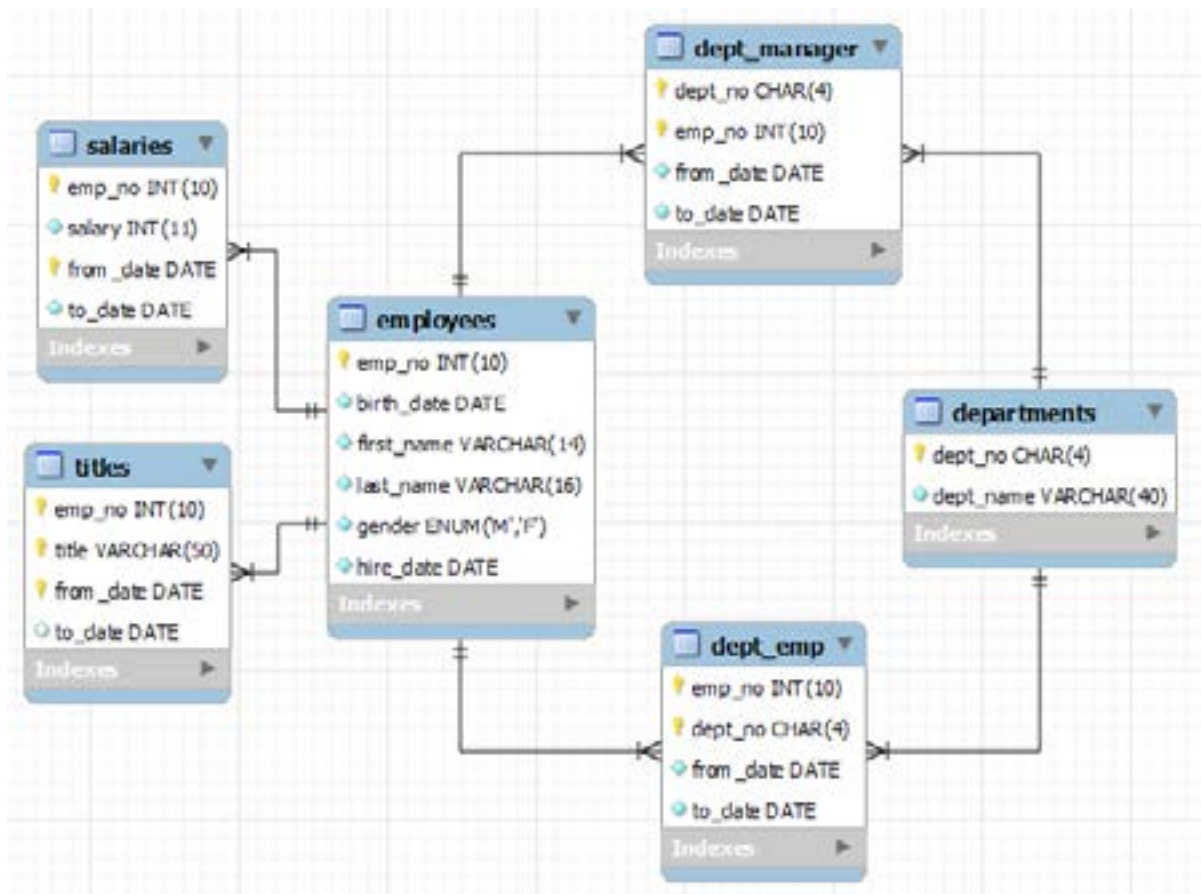 dept_manager
dept_no CHAR(4)
emp_no INT(10)
from_date DATE
to_date DATE
Indexes
salaries
emp_no INT(10)
salary INT(11)
from_date DATE
to_date DATE
Indexes
employees
emp_no INT(10)
birth_date DATE
first_name VARCHAR(14)
last_name VARCHAR(16)
gender ENUM('M','F')
hire_date DATE
Indexes
departments
dept_no CHAR(4)
dept_name VARCHAR(40)
Indexes
titles
emp_no INT(10)
title VARCHAR(50)
from_date DATE
to_date DATE
Indexes
dept_emp
emp_no INT(10)
dept_no CHAR(4)
from_date DATE
to_date DATE
Indexes